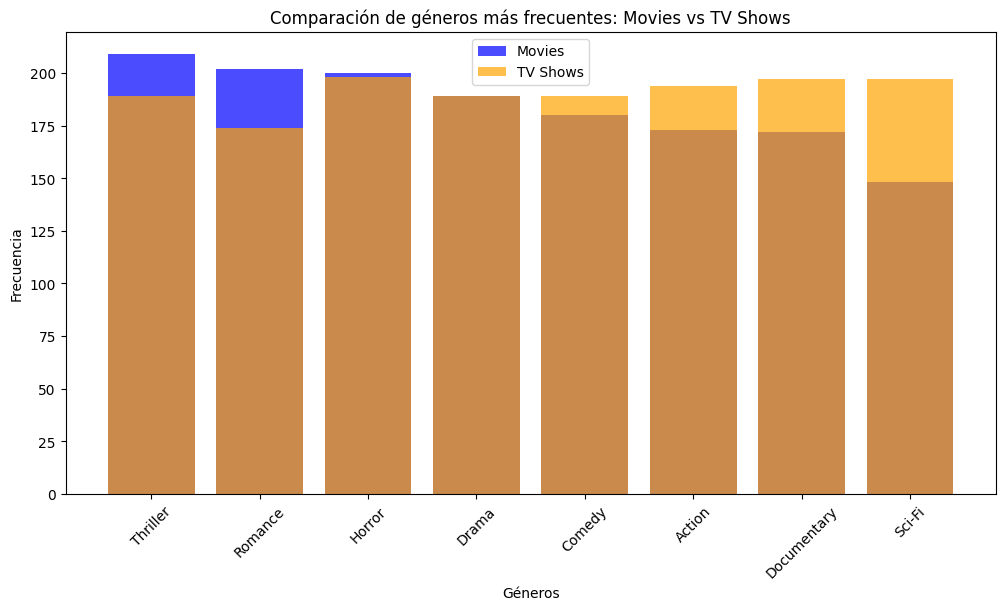 Comparación de géneros más frecuentes: Movies vs TV Shows
Movies
TV Shows
Frecuencia
200
175
150
125
100
75
50
25
0
Thriller
Romance
Horror
Drama
Comedy
Action
Documentary
Sci-Fi
Géneros